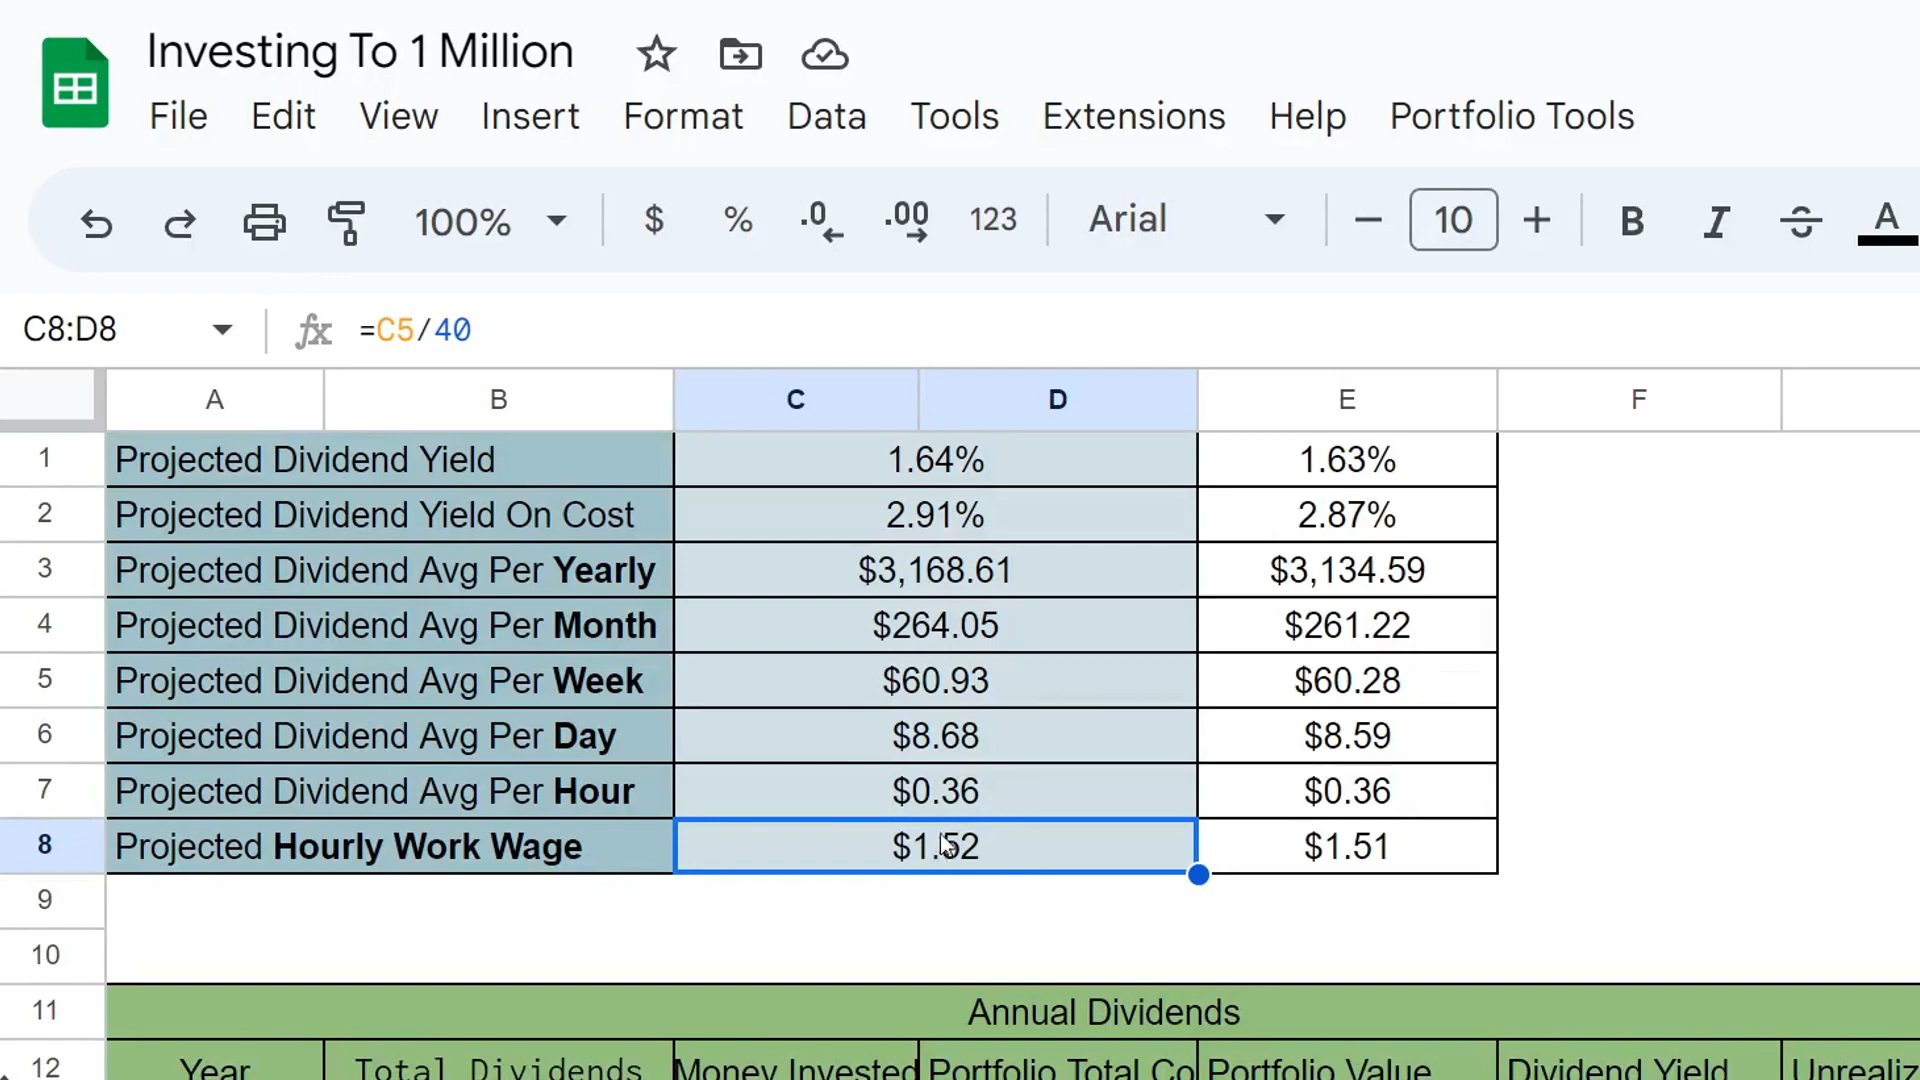 Investing To 1 Million
File Edit View Insert Format Data Tools Extensions Help Portfolio Tools
100% $ % .0 .00 123 Arial 10 B I S A
C8:D8 fx =C5/40
A B C D E F
1 Projected Dividend Yield 1.64% 1.63%
2 Projected Dividend Yield On Cost 2.91% 2.87%
3 Projected Dividend Avg Per Yearly $3,168.61 $3,134.59
4 Projected Dividend Avg Per Month $264.05 $261.22
5 Projected Dividend Avg Per Week $60.93 $60.28
6 Projected Dividend Avg Per Day $8.68 $8.59
7 Projected Dividend Avg Per Hour $0.36 $0.36
8 Projected Hourly Work Wage $1.52 $1.51
9
10
11 Annual Dividends
12 Year Total Dividends Money Invested Portfolio Total Co Portfolio Value Dividend Yield Unrealiz